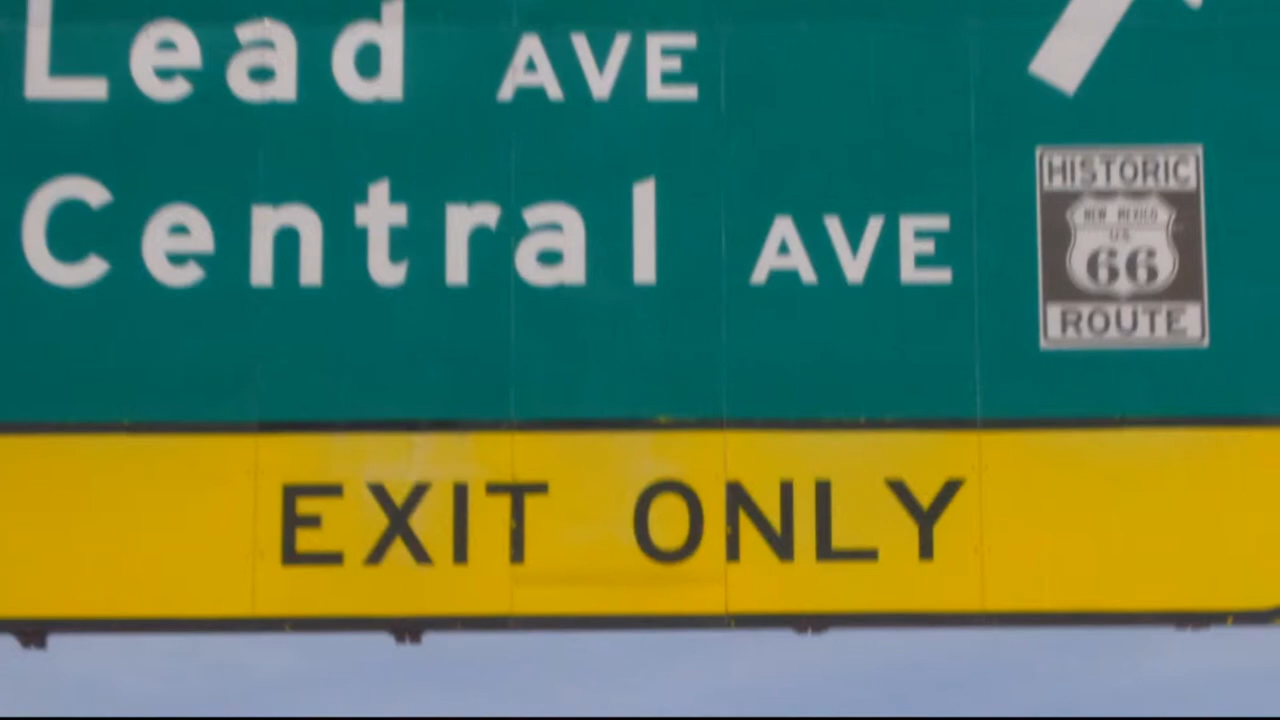 Lead AVE
Central AVE
HISTORIC
NEW MEXICO
US
66
ROUTE
EXIT ONLY